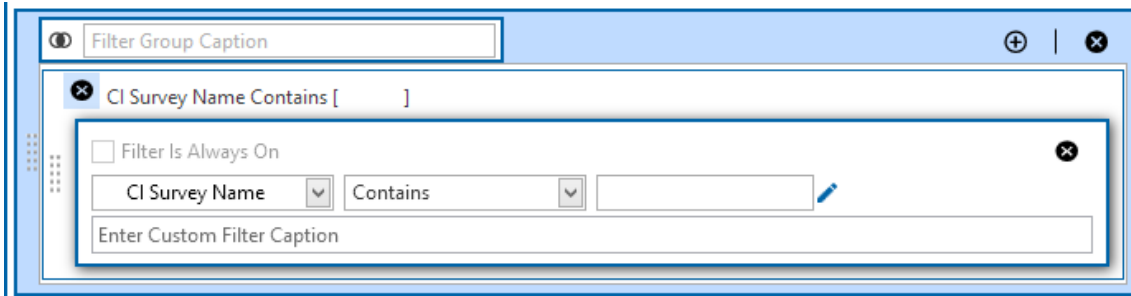 Filter Group Caption
CI Survey Name Contains [ ]
Filter Is Always On
CI Survey Name Contains
Enter Custom Filter Caption